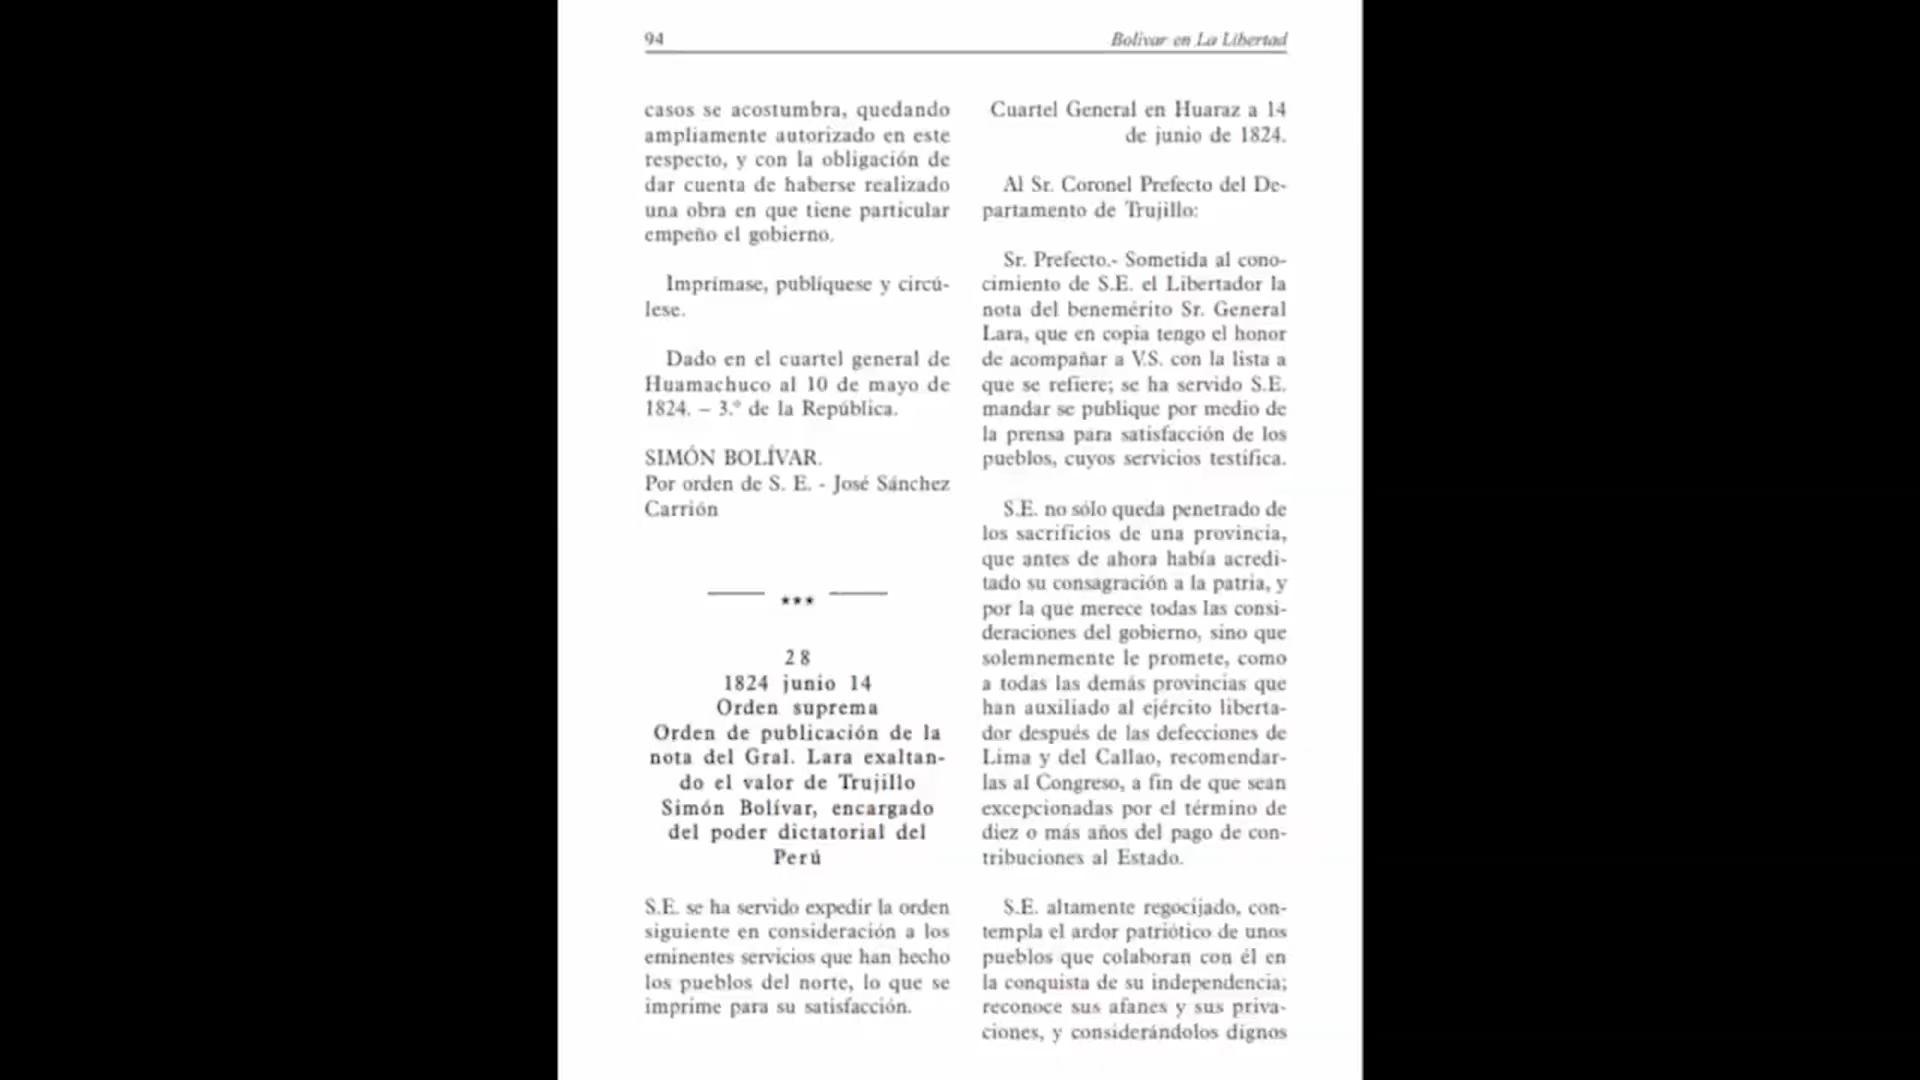 94
Bolívar en La Libertad
casos se acostumbra, quedando
ampliamente autorizado en este
respecto, y con la obligación de
dar cuenta de haberse realizado
una obra en que tiene particular
empeño el gobierno.
Imprímase, publíquese y circú-
lese.
Dado en el cuartel general de
Huamachuco al 10 de mayo de
1824. – 3.° de la República.
SIMÓN BOLÍVAR.
Por orden de S. E. - José Sánchez
Carrión
***
28
1824 junio 14
Orden suprema
Orden de publicación de la
nota del Gral. Lara exaltan-
do el valor de Trujillo
Simón Bolívar, encargado
del poder dictatorial del
Perú
S.E. se ha servido expedir la orden
siguiente en consideración a los
eminentes servicios que han hecho
los pueblos del norte, lo que se
imprime para su satisfacción.
Cuartel General en Huaraz a 14
de junio de 1824.
Al Sr. Coronel Prefecto del De-
partamento de Trujillo:
Sr. Prefecto.- Sometida al cono-
cimiento de S.E. el Libertador la
nota del benemérito Sr. General
Lara, que en copia tengo el honor
de acompañar a V.S. con la lista a
que se refiere; se ha servido S.E.
mandar se publique por medio de
la prensa para satisfacción de los
pueblos, cuyos servicios testifica.
S.E. no sólo queda penetrado de
los sacrificios de una provincia,
que antes de ahora había acredi-
tado su consagración a la patria, y
por la que merece todas las consi-
deraciones del gobierno, sino que
solemnemente le promete, como
a todas las demás provincias que
han auxiliado al ejército liberta-
dor después de las defecciones de
Lima y del Callao, recomendar-
las al Congreso, a fin de que sean
excepcionadas por el término de
diez o más años del pago de con-
tribuciones al Estado.
S.E. altamente regocijado, con-
templa el ardor patriótico de unos
pueblos que colaboran con él en
la conquista de su independencia;
reconoce sus afanes y sus priva-
ciones, y considerándolos dignos